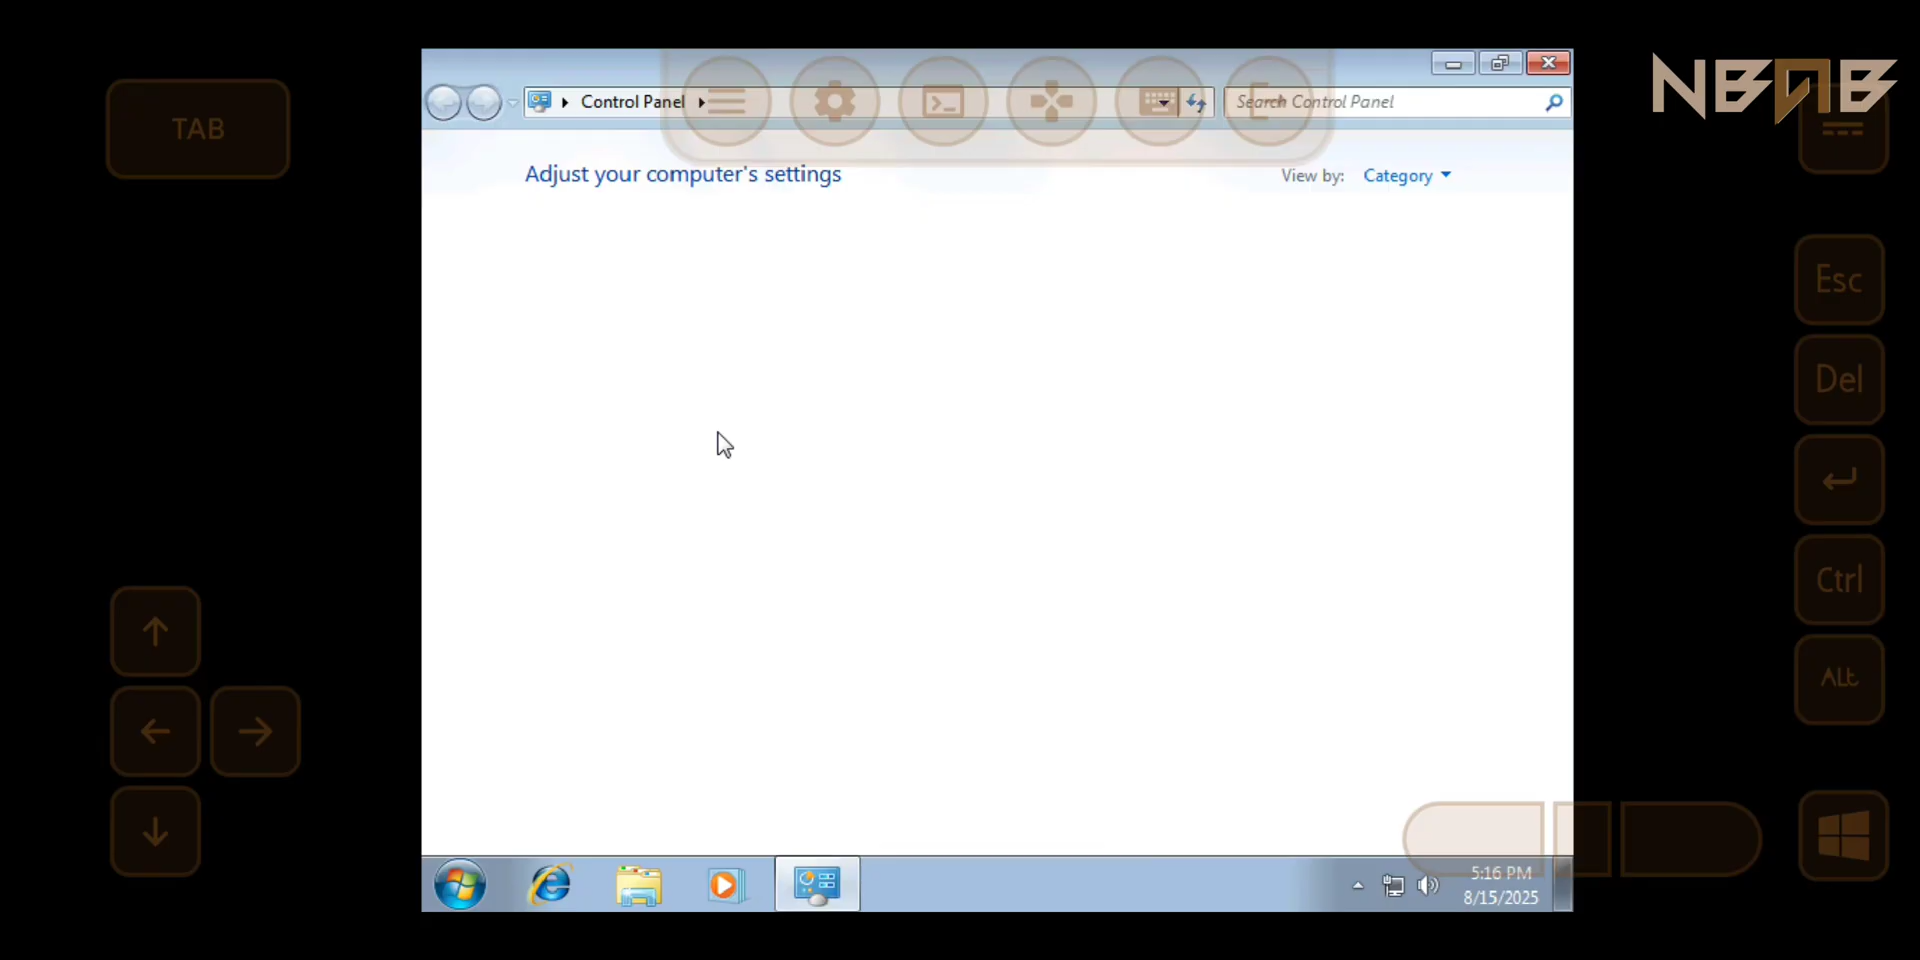 NBAB
TAB
Control Panel
Search Control Panel
Adjust your computer's settings
View by: Category
Esc
Del
Ctrl
ALt
5:16 PM
8/15/2025